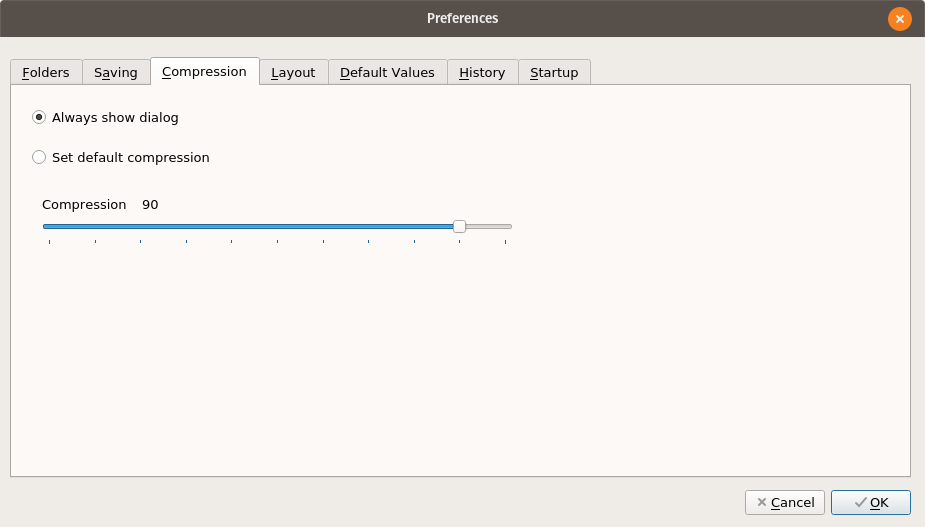 Preferences
Folders Saving Compression Layout Default Values History Startup
Always show dialog
Set default compression
Compression 90
Cancel OK